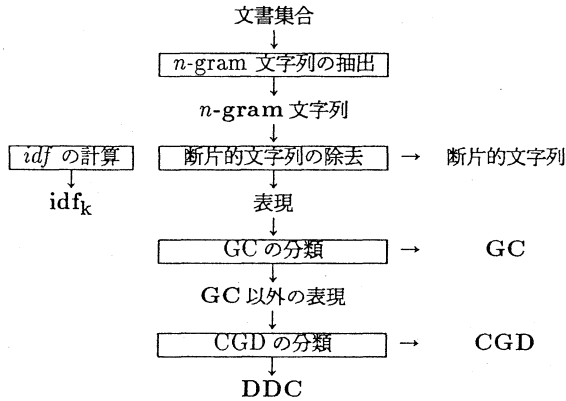 文書集合
n-gram 文字列の抽出
n-gram 文字列
idf の計算
断片的文字列の除去
断片的文字列
idfk
表現
GC の分類
GC
GC 以外の表現
CGD の分類
CGD
DDC